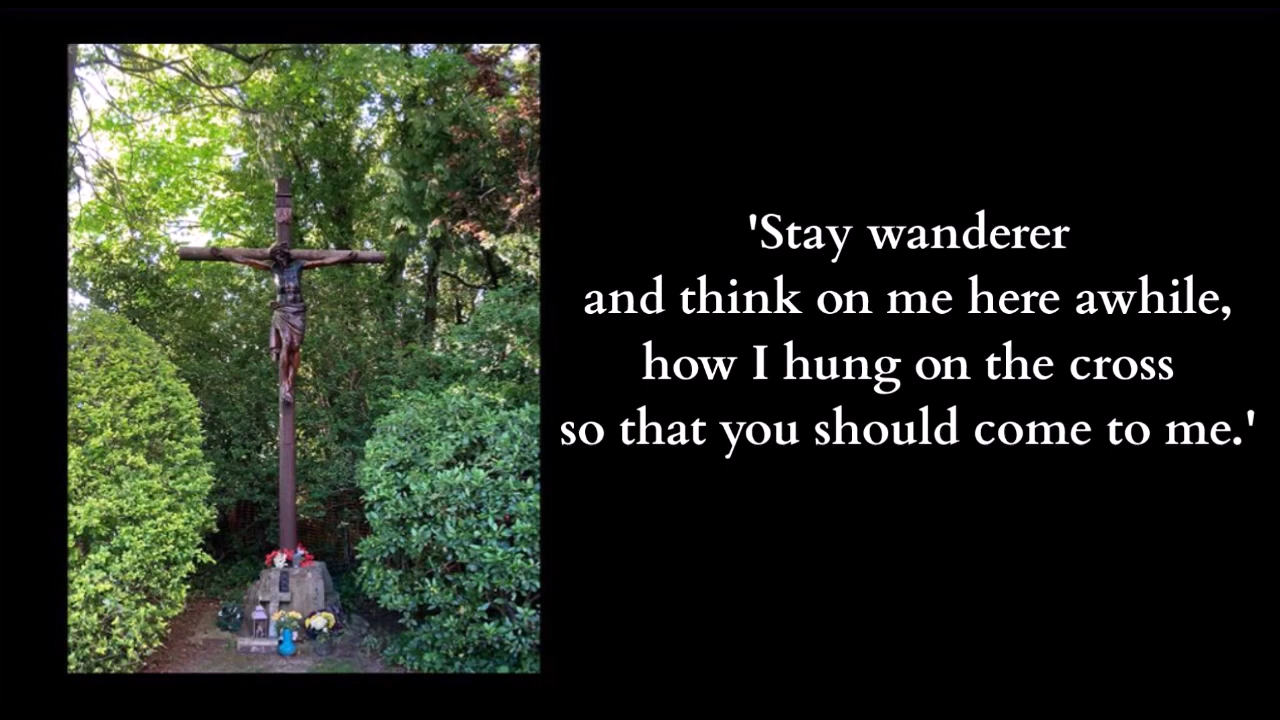 'Stay wanderer
and think on me here awhile,
how I hung on the cross
so that you should come to me.'